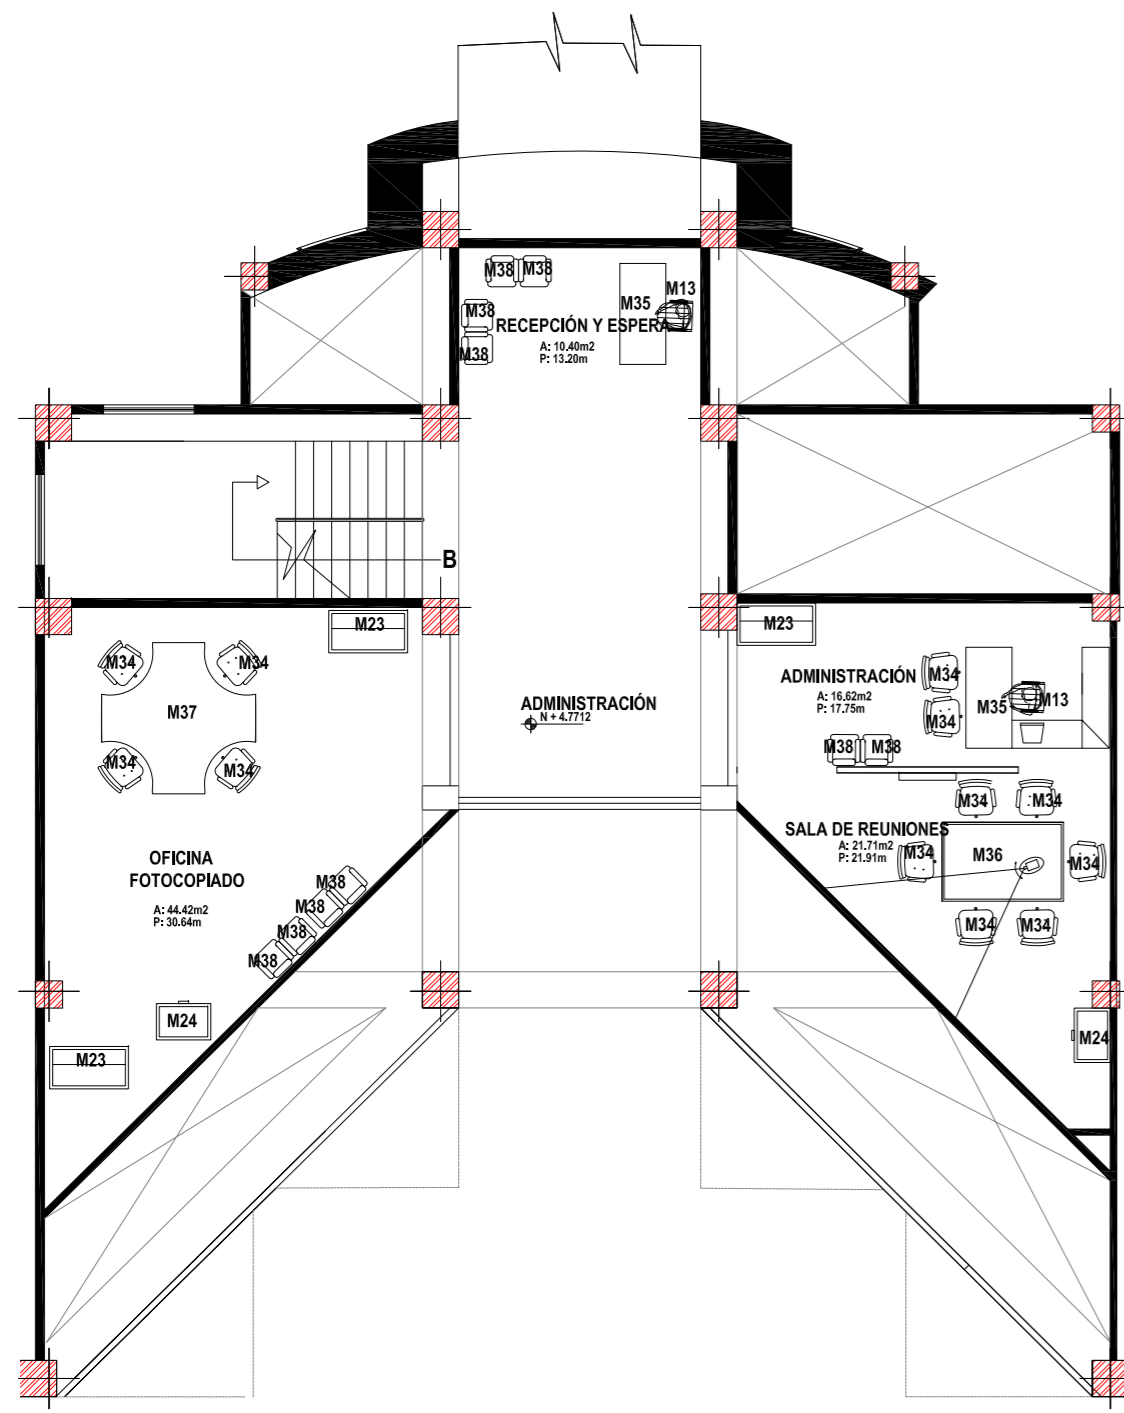 M38 M38
M38
M38
M35
M13
RECEPCIÓN Y ESPERA
A: 10.40m2
P: 13.20m
B
M23
M34
M34
M37
M34
M34
OFICINA
FOTOCOPIADO
A: 44.42m2
P: 30.64m
M38
M38
M38
M38
M24
M23
ADMINISTRACIÓN
N + 4.7712
M23
ADMINISTRACIÓN
A: 16.62m2
P: 17.75m
M34
M34
M35
M13
M38 M38
M34
M34
SALA DE REUNIONES
A: 21.71m2
P: 21.91m
M34
M36
M34
M34
M34
M24